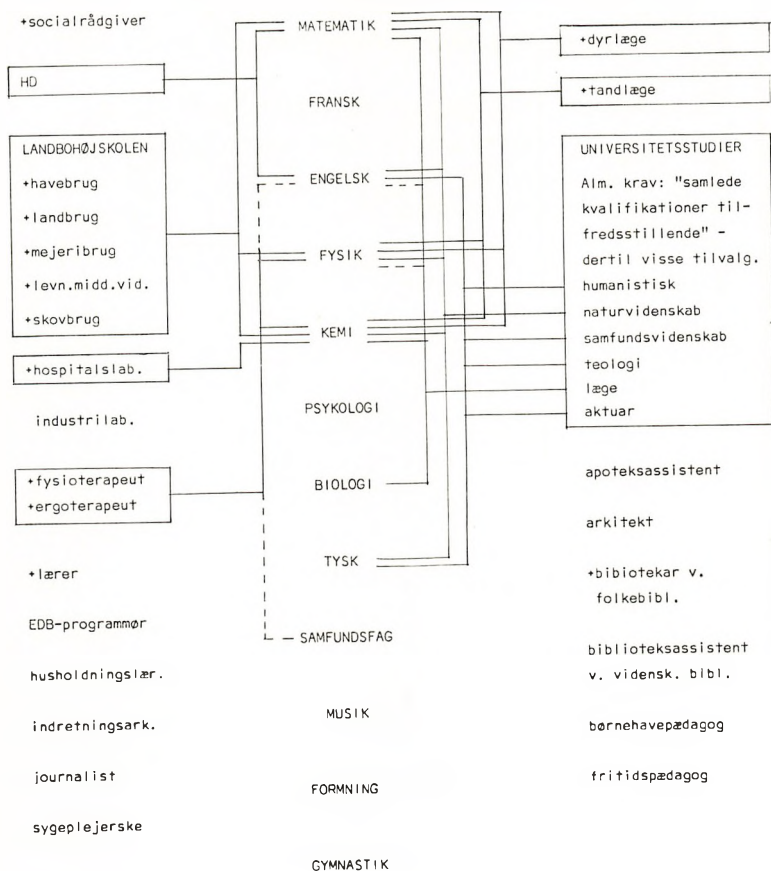 +socialrådgiver
HD
LANDBOHØJSKOLEN
+havebrug
+landbrug
+mejeribrug
+levn.midd.vid.
+skovbrug
+hospitalslab.
industrilab.
+fysioterapeut
+ergoterapeut
+lærer
EDB-programmør
husholdningslær.
indretningsark.
journalist
sygeplejerske
MATEMATIK
FRANSK
ENGELSK
FYSIK
KEMI
PSYKOLOGI
BIOLOGI
TYSK
SAMFUNDSFAG
MUSIK
FORMNING
GYMNASTIK
+dyrlæge
+tandlæge
UNIVERSITETSSTUDIER
Alm. krav: "samlede
kvalifikationer til-
fredsstillende" -
dertil visse tilvalg.
humanistisk
naturvidenskab
samfundsvidenskab
teologi
læge
aktuar
apoteksassistent
arkitekt
+bibiotekar v.
folkebibl.
biblioteksassistent
v. vidensk. bibl.
børnehavepædagog
fritidspædagog